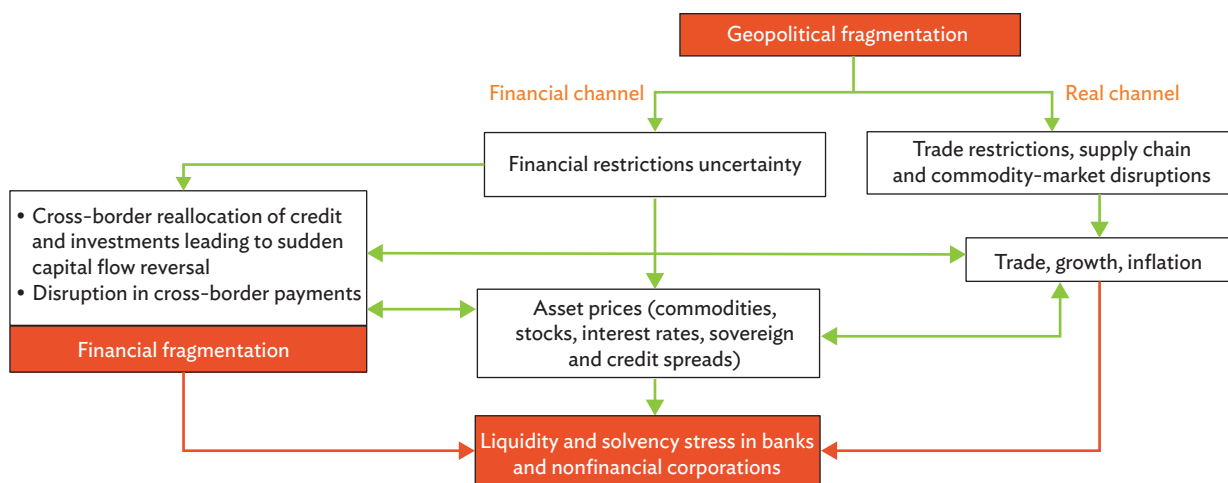 Geopolitical fragmentation
Financial channel
Real channel
Financial restrictions uncertainty
Trade restrictions, supply chain
and commodity-market disruptions
• Cross-border reallocation of credit
and investments leading to sudden
capital flow reversal
• Disruption in cross-border payments
Financial fragmentation
Trade, growth, inflation
Asset prices (commodities,
stocks, interest rates, sovereign
and credit spreads)
Liquidity and solvency stress in banks
and nonfinancial corporations